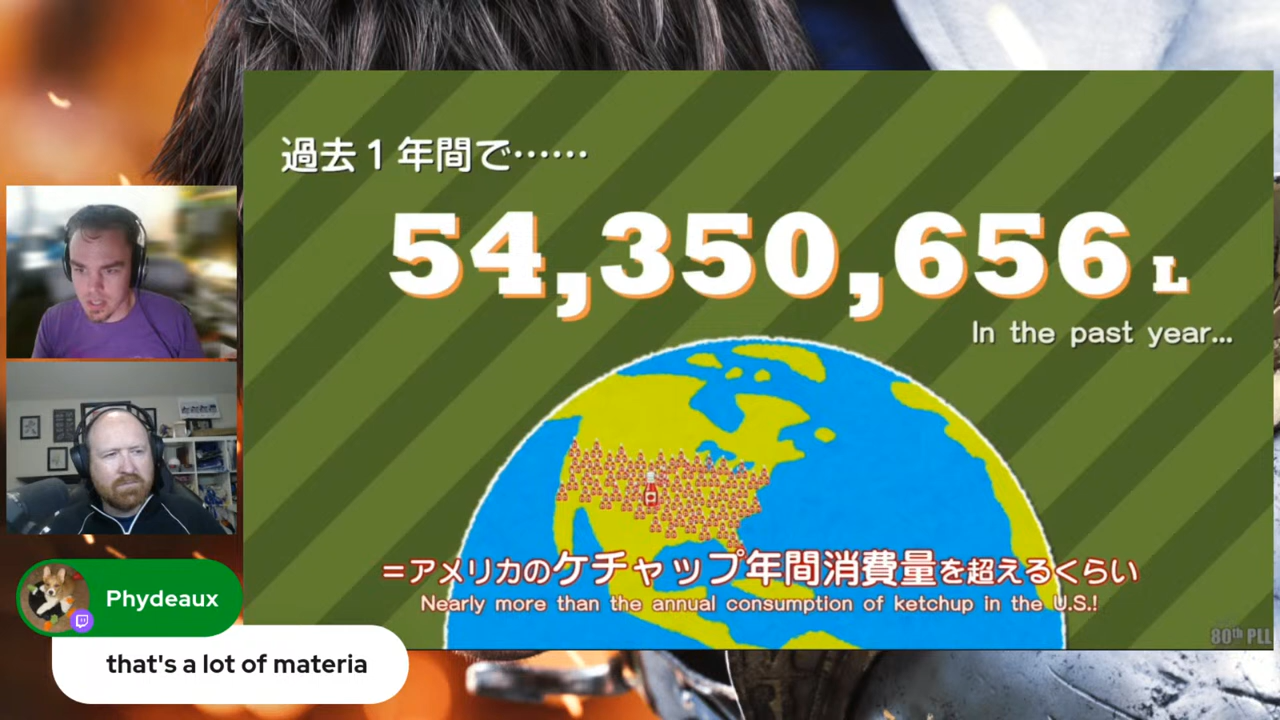 過去１年間で……
54,350,656 L
In the past year...
＝アメリカのケチャップ年間消費量を超えるくらい
Nearly more than the annual consumption of ketchup in the U.S.!
80th PLL
Phydeaux
that's a lot of materia